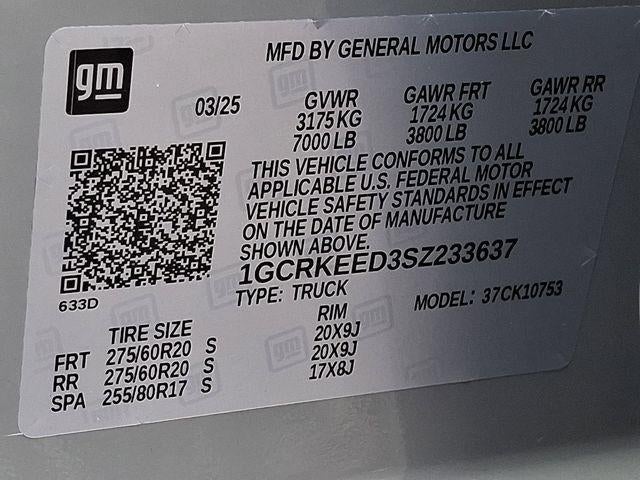 gm
MFD BY GENERAL MOTORS LLC
03/25 GVWR GAWR FRT GAWR RR
3175 KG 1724 KG 1724 KG
7000 LB 3800 LB 3800 LB
THIS VEHICLE CONFORMS TO ALL
APPLICABLE U.S. FEDERAL MOTOR
VEHICLE SAFETY STANDARDS IN EFFECT
ON THE DATE OF MANUFACTURE
SHOWN ABOVE.
1GCRKEED3SZ233637
633D
TYPE: TRUCK MODEL: 37CK10753
TIRE SIZE RIM
FRT 275/60R20 S 20X9J
RR 275/60R20 S 20X9J
SPA 255/80R17 S 17X8J